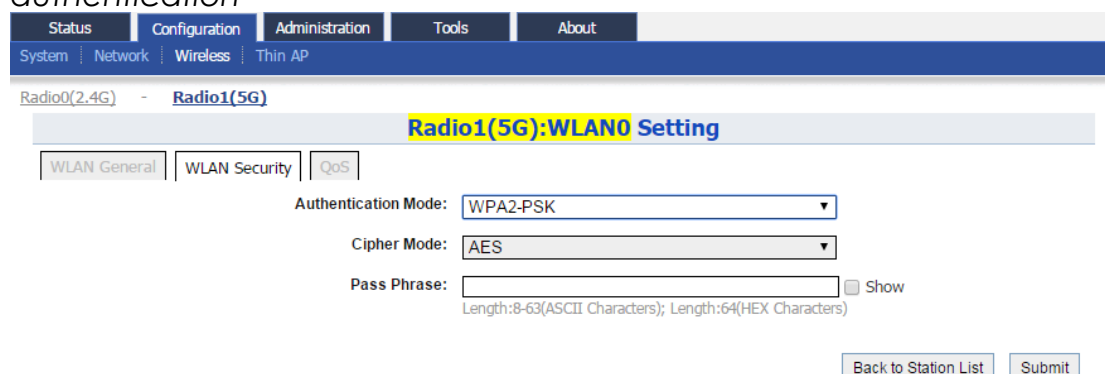 authentication
Status Configuration Administration Tools About
System Network Wireless Thin AP
Radio0(2.4G) - Radio1(5G)
Radio1(5G):WLAN0 Setting
WLAN General WLAN Security QoS
Authentication Mode: WPA2-PSK
Cipher Mode: AES
Pass Phrase: Show
Length:8-63(ASCII Characters); Length:64(HEX Characters)
Back to Station List Submit